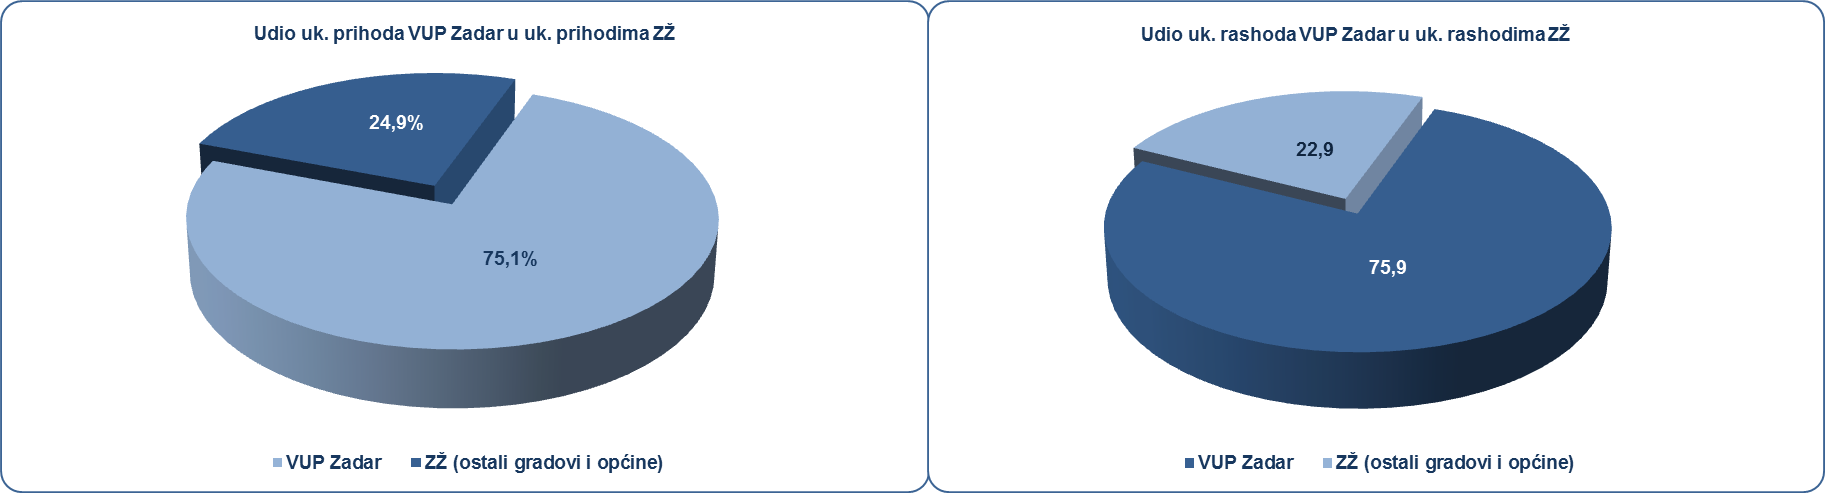 Udio uk. prihoda VUP Zadar u uk. prihodima ZŽ
24,9%
75,1%
VUP Zadar
ZŽ (ostali gradovi i općine)
Udio uk. rashoda VUP Zadar u uk. rashodima ZŽ
22,9
75,9
VUP Zadar
ZŽ (ostali gradovi i općine)